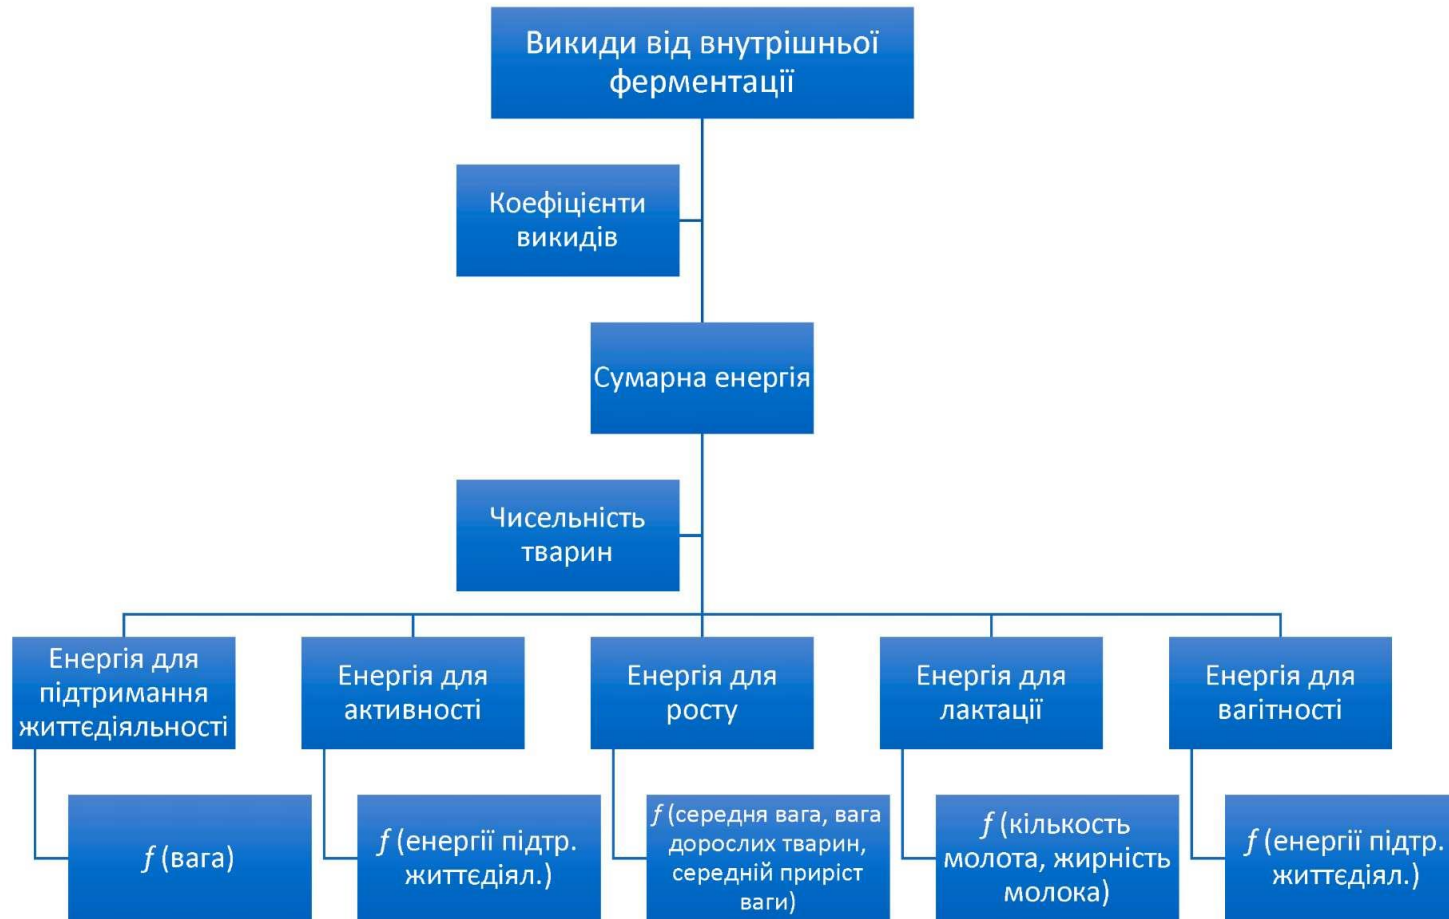 Викиди від внутрішньої
ферментації
Коефіцієнти
викидів
Сумарна енергія
Чисельність
тварин
Енергія для
підтримання
життєдіяльності
Енергія для
активності
Енергія для
росту
Енергія для
лактації
Енергія для
вагітності
f (вага)
f (енергії підтр.
життєдіял.)
f (середня вага, вага
дорослих тварин,
середній приріст
ваги)
f (кількость
молота, жирність
молока)
f (енергії підтр.
життєдіял.)